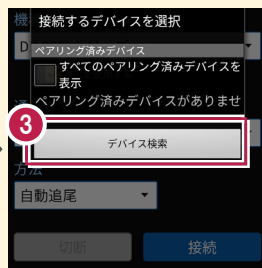 機
接続するデバイスを選択
D
ペアリング済みデバイス
すべてのペアリング済みデバイスを
表示
ペアリング済みデバイスがありませ
3
デバイス検索
方法
自動追尾
切断
接続